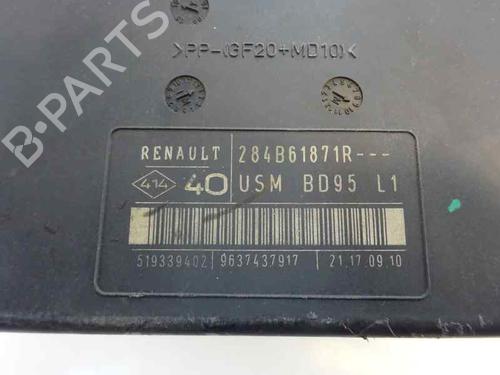 >PP-(GF20+MD10)<
RENAULT 284B61871R---
414 40 USM BD95 L1
519339402 9637437917 21.17.09.10
B-PARTS